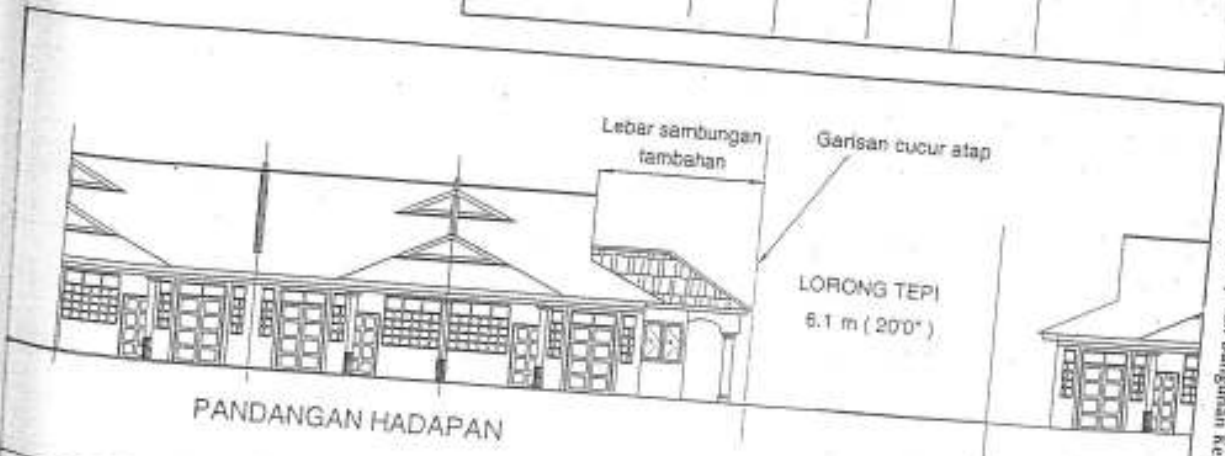 Lebar sambungan
tambahan
Garisan cucur atap
LORONG TEPI
6.1 m ( 20'0" )
PANDANGAN HADAPAN